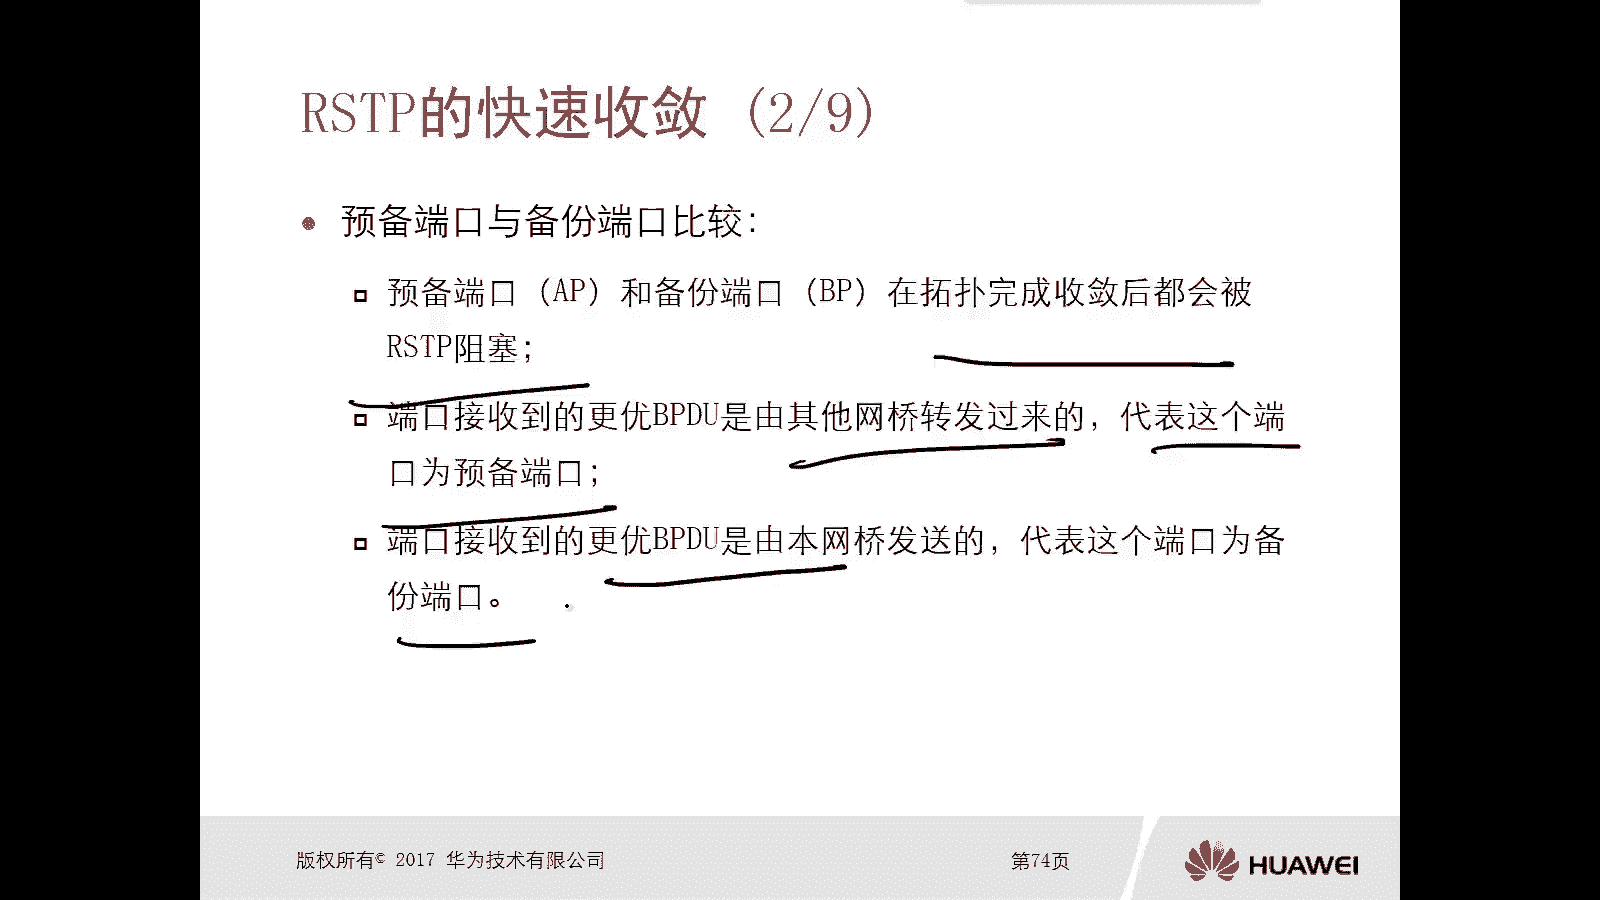 RSTP的快速收敛 (2/9)
预备端口与备份端口比较:
预备端口 (AP) 和备份端口 (BP) 在拓扑完成收敛后都会被
RSTP阻塞;
端口接收到的更优BPDU是由其他网桥转发过来的, 代表这个端
口为预备端口;
端口接收到的更优BPDU是由本网桥发送的, 代表这个端口为备
份端口。
版权所有© 2017 华为技术有限公司
第74页
HUAWEI